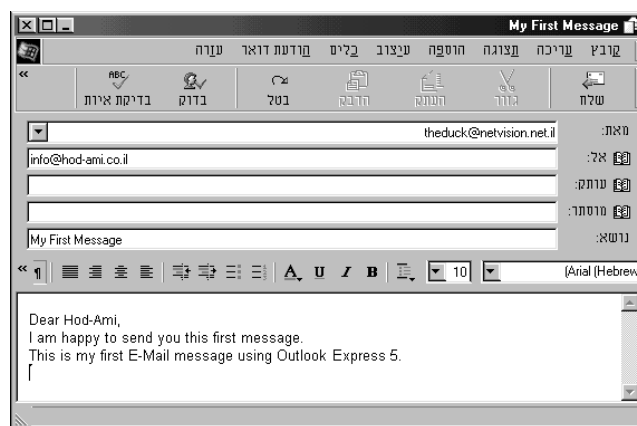 My First Message
קובץ עריכה תצוגה הוספה עיצוב כלים הודעת דואר עזרה
שלח גזור העתק הדבק בטל בדוק בדיקת איות «
מאת: theduck@netvision.net.il
אל: info@hod-ami.co.il
עותק:
מוסתר:
נושא: My First Message
(Arial (Hebrew 10 B I U A ¶ «
Dear Hod-Ami,
I am happy to send you this first message.
This is my first E-Mail message using Outlook Express 5.